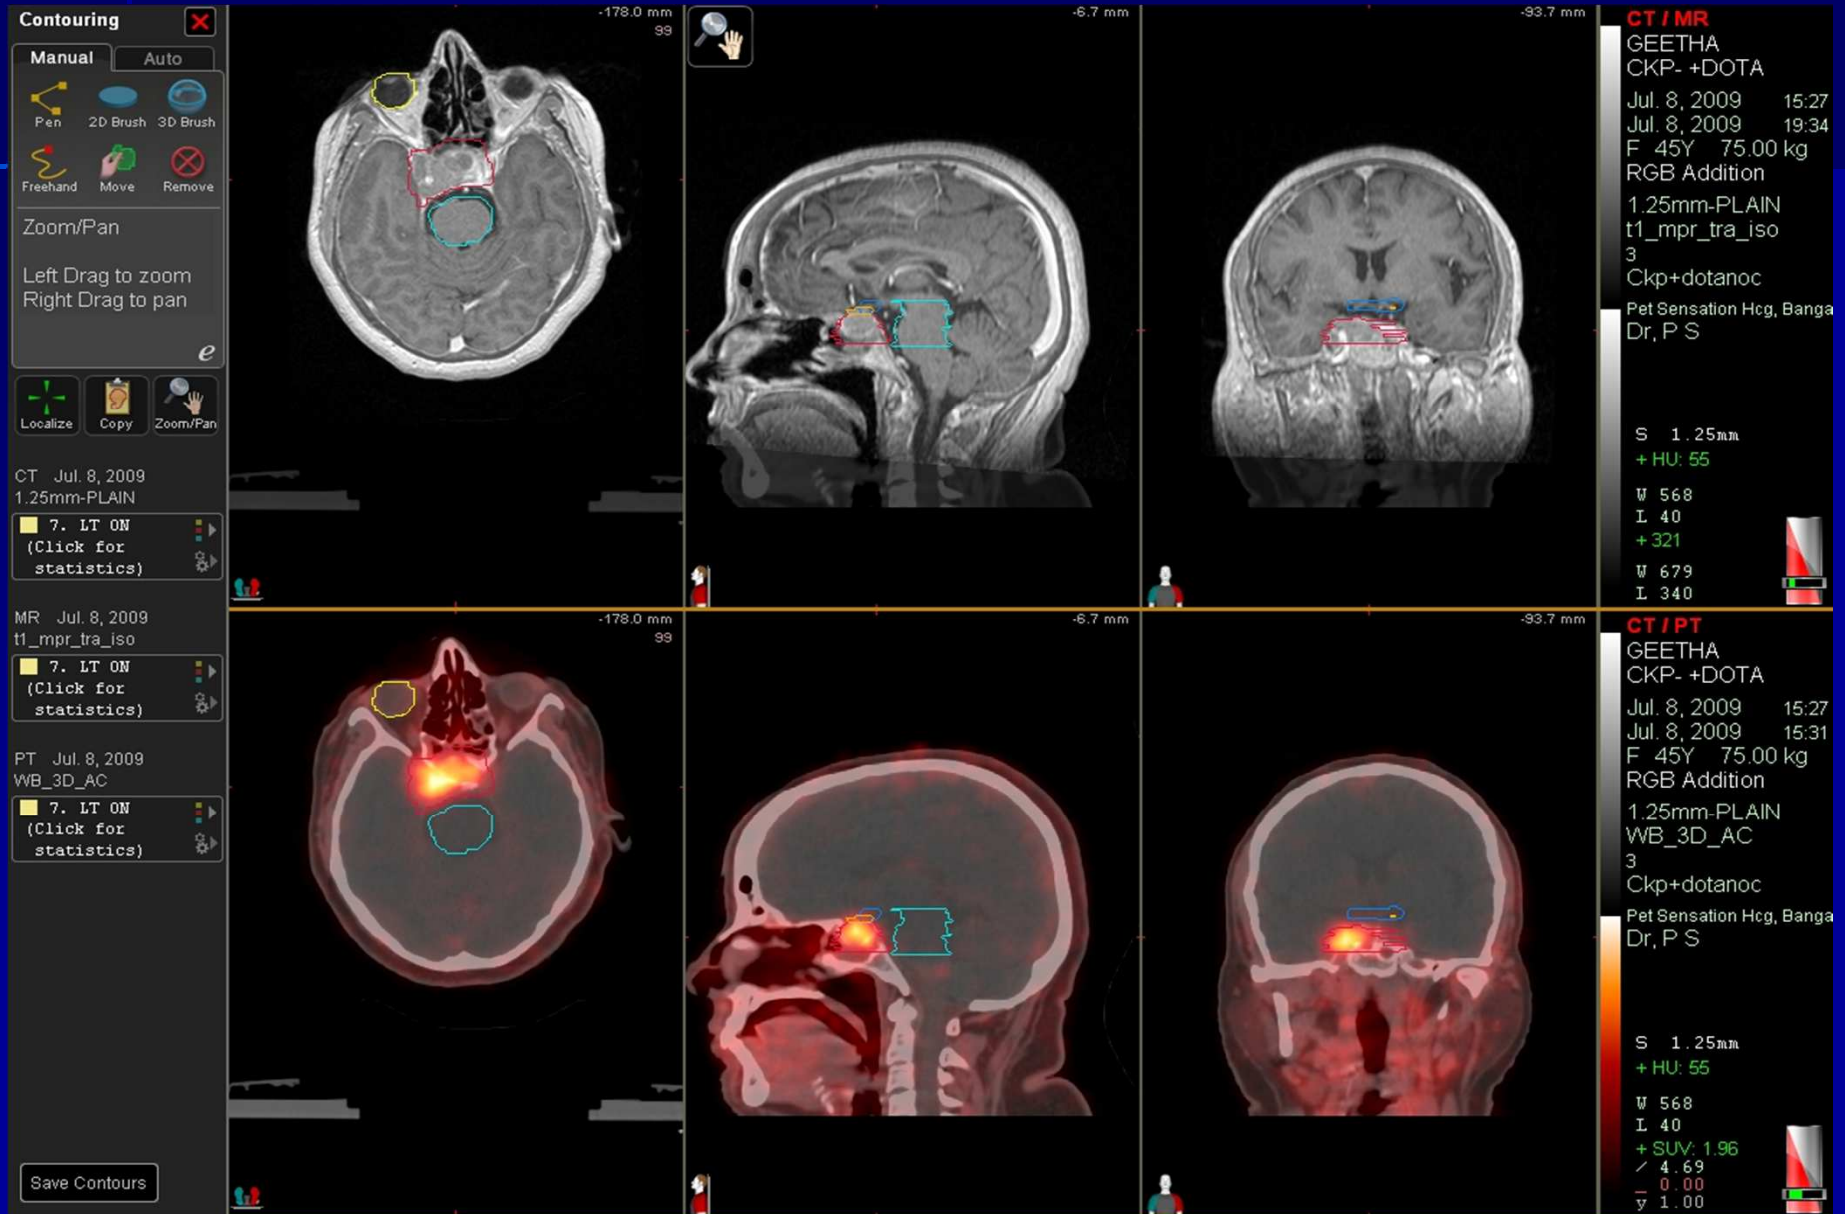 Contouring
Manual Auto
Pen 2D Brush 3D Brush
Freehand Move Remove
Zoom/Pan
Left Drag to zoom
Right Drag to pan
e
Localize Copy Zoom/Pan
CT Jul. 8, 2009
1.25mm-PLAIN
7. LT ON
(Click for
statistics)
MR Jul. 8, 2009
t1_mpr_tra_iso
7. LT ON
(Click for
statistics)
PT Jul. 8, 2009
WB_3D_AC
7. LT ON
(Click for
statistics)
Save Contours
-178.0 mm
99
-6.7 mm
-93.7 mm
CT / MR
GEETHA
CKP- +DOTA
Jul. 8, 2009 15:27
Jul. 8, 2009 19:34
F 45Y 75.00 kg
RGB Addition
1.25mm-PLAIN
t1_mpr_tra_iso
3
Ckp+dotanoc
Pet Sensation Hcg, Banga
Dr, P S
S 1.25mm
+ HU: 55
W 568
L 40
+ 321
W 679
L 340
-178.0 mm
99
-6.7 mm
-93.7 mm
CT / PT
GEETHA
CKP- +DOTA
Jul. 8, 2009 15:27
Jul. 8, 2009 15:31
F 45Y 75.00 kg
RGB Addition
1.25mm-PLAIN
WB_3D_AC
3
Ckp+dotanoc
Pet Sensation Hcg, Banga
Dr, P S
S 1.25mm
+ HU: 55
W 568
L 40
+ SUV: 1.96
/ 4.69
_ 0.00
γ 1.00